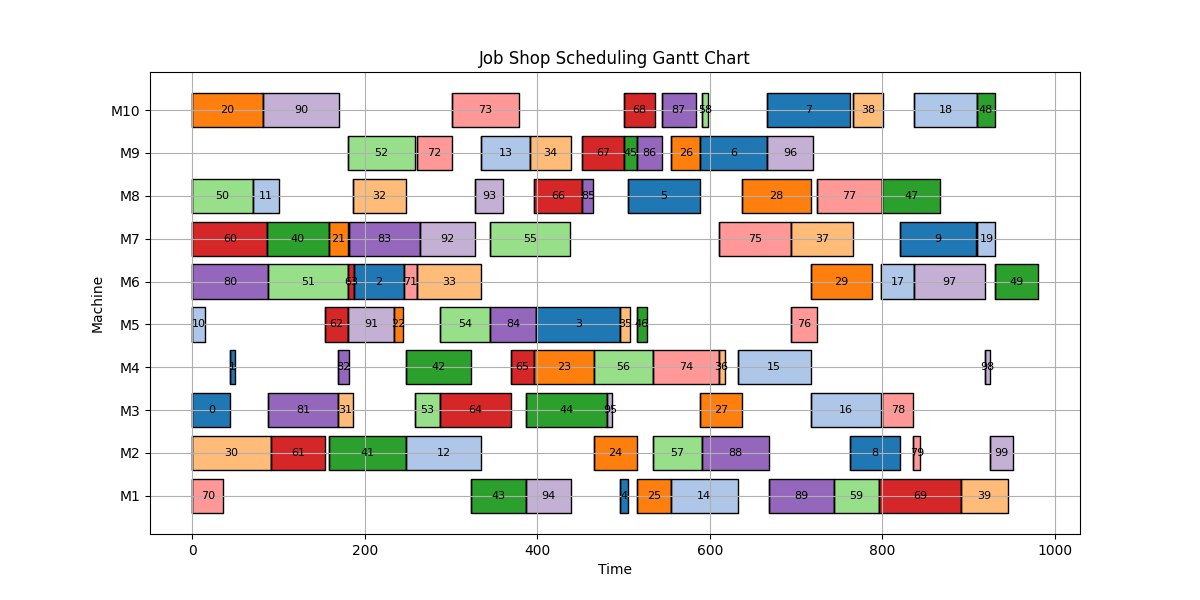 Job Shop Scheduling Gantt Chart
M10 20 90 73 68 87 58 7 38 18 48
M9 52 72 13 34 67 45 86 26 6 96
M8 50 11 32 93 66 85 5 28 77 47
M7 60 40 21 83 92 55 75 37 9 19
M6 80 51 63 2 71 33 29 17 97 49
M5 10 62 91 22 54 84 3 35 46 76
M4 1 82 42 65 23 56 74 36 15 98
M3 0 81 31 53 64 44 95 27 16 78
M2 30 61 41 12 24 57 88 8 79 99
M1 70 43 94 4 25 14 89 59 69 39
0 200 400 600 800 1000
Time
Machine